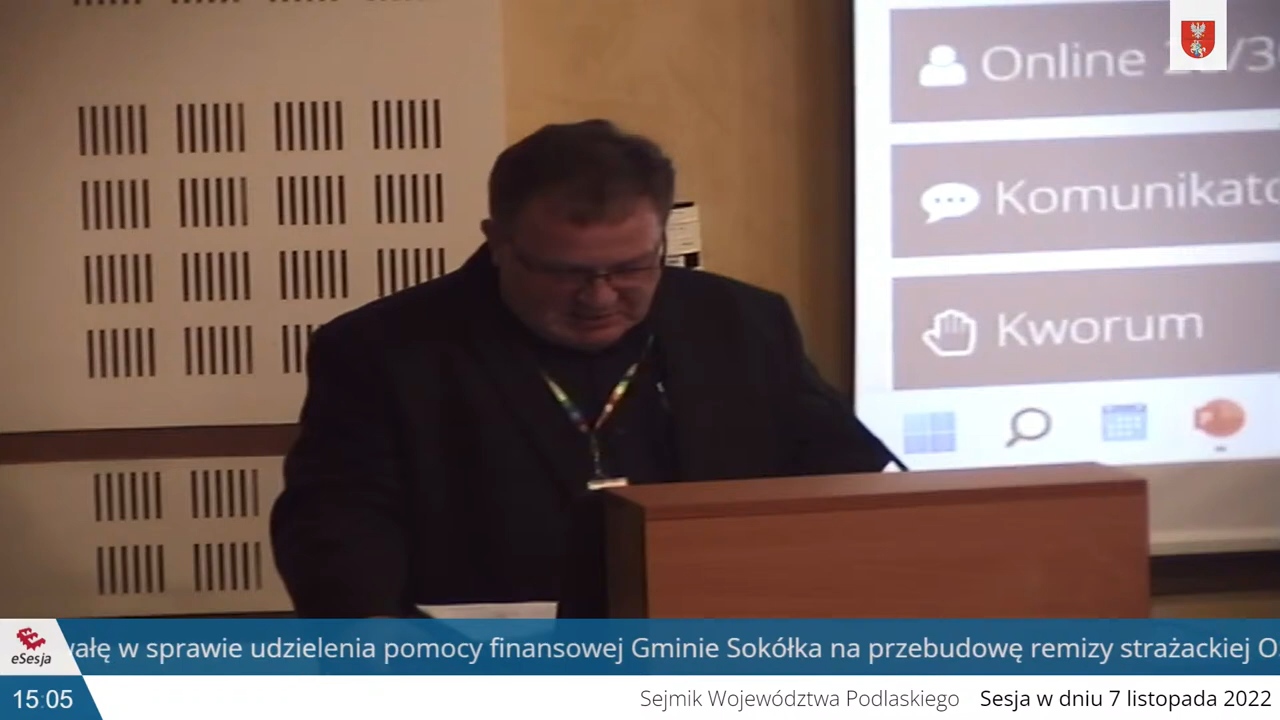 Online
Komunikato
Kworum
wałę w sprawie udzielenia pomocy finansowej Gminie Sokółka na przebudowę remizy strażackiej O
eSesja
15:05
Sejmik Województwa Podlaskiego Sesja w dniu 7 listopada 2022